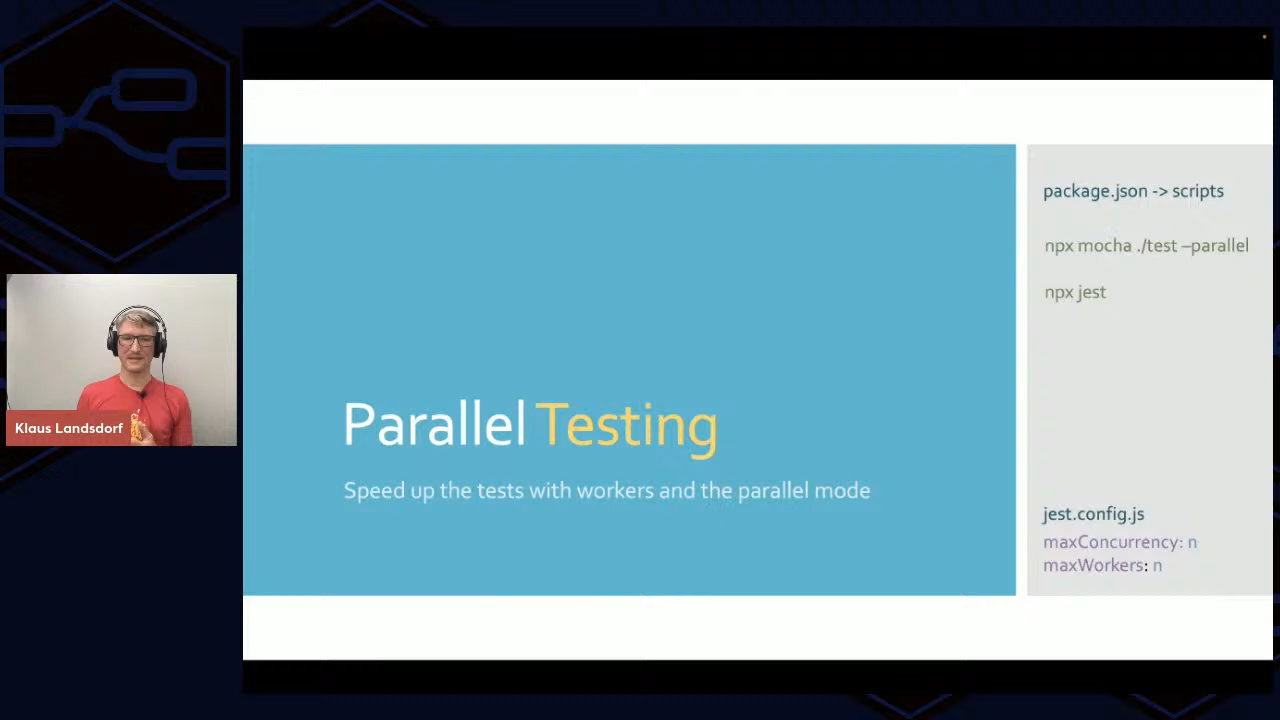 Klaus Landsdorf
Parallel Testing
Speed up the tests with workers and the parallel mode
package.json -> scripts
npx mocha ./test –parallel
npx jest
jest.config.js
maxConcurrency: n
maxWorkers: n